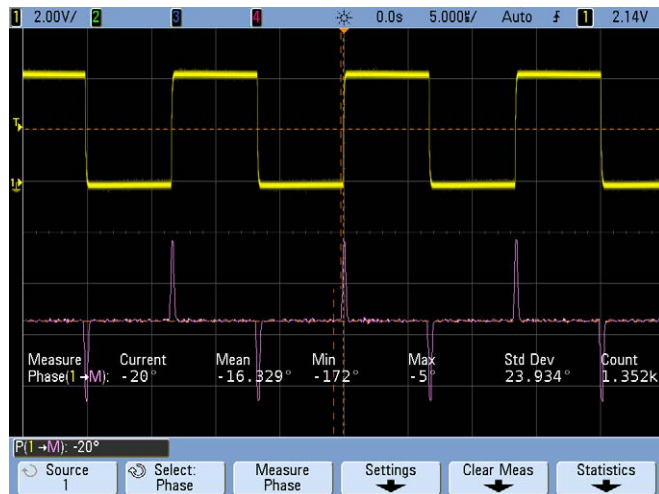 1 2.00V/ 2 3 4 0.0s 5.000␍/ Auto 1 2.14V
T
1
Measure Current Mean Min Max Std Dev Count
Phase(1→M): -20° -16.329° -172° -5° 23.934° 1.352k
P(1→M): -20°
Source Select: Measure Settings Clear Meas Statistics
1 Phase Phase